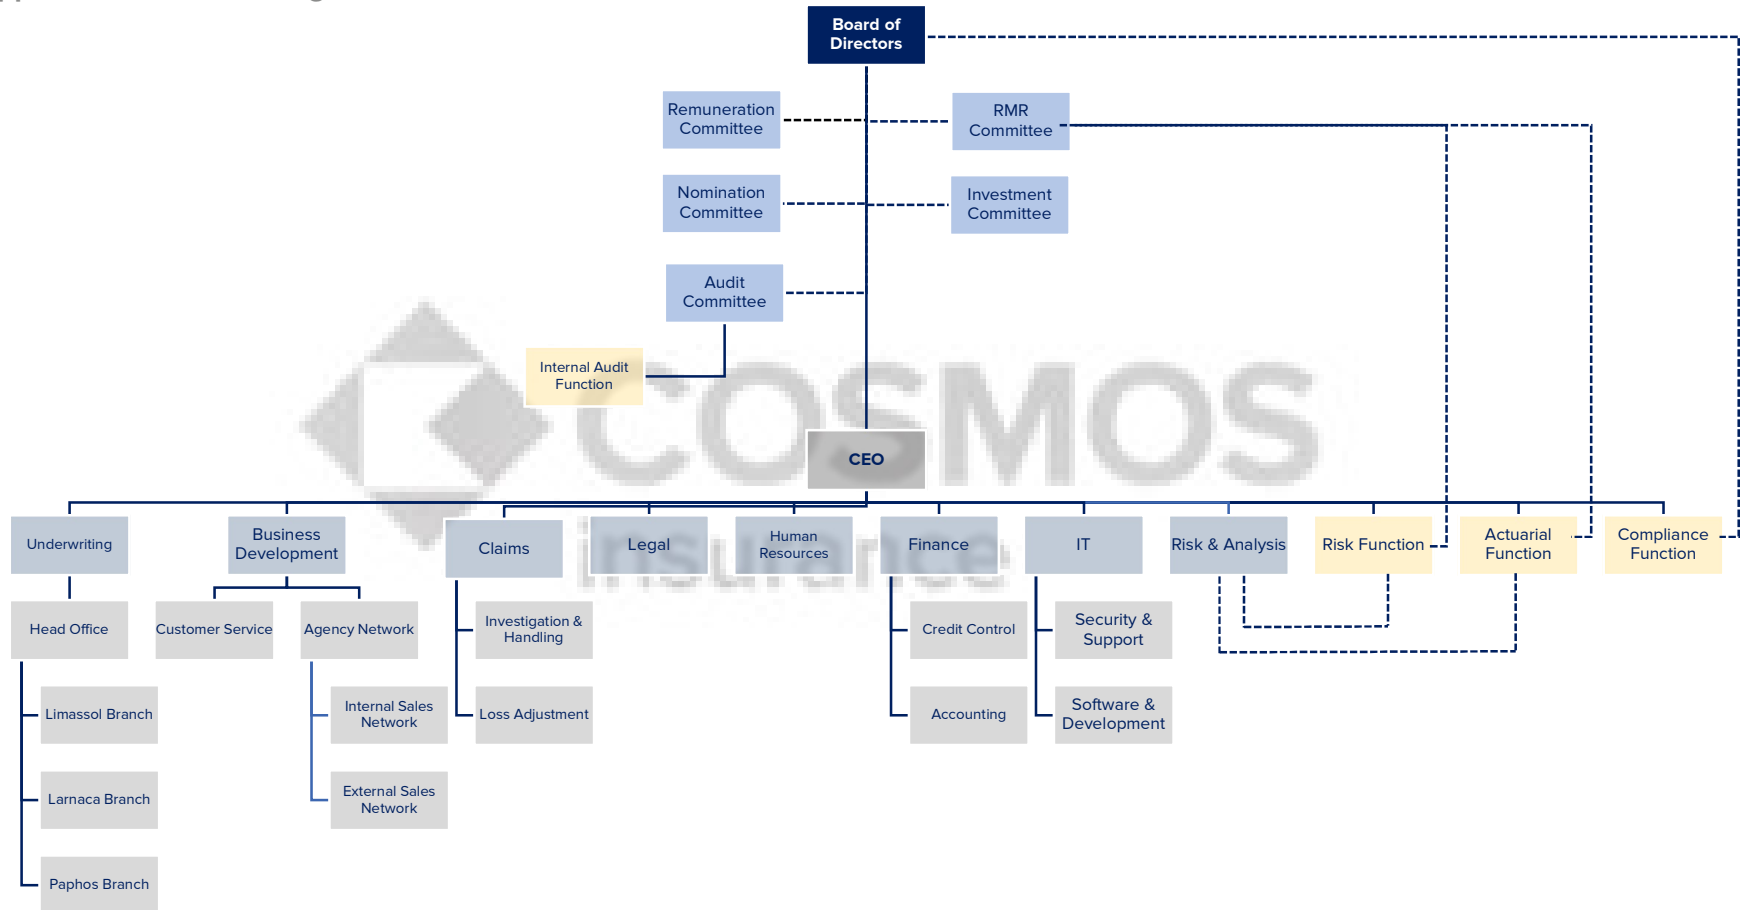 Board of
Directors
Remuneration
Committee
RMR
Committee
Nomination
Committee
Investment
Committee
Audit
Committee
Internal Audit
Function
COSMOS
insurance
CEO
Underwriting
Business
Development
Claims
Legal
Human
Resources
Finance
IT
Risk & Analysis
Risk Function
Actuarial
Function
Compliance
Function
Head Office
Customer Service
Agency Network
Investigation &
Handling
Credit Control
Security &
Support
Limassol Branch
Internal Sales
Network
Loss Adjustment
Accounting
Software &
Development
Larnaca Branch
External Sales
Network
Paphos Branch